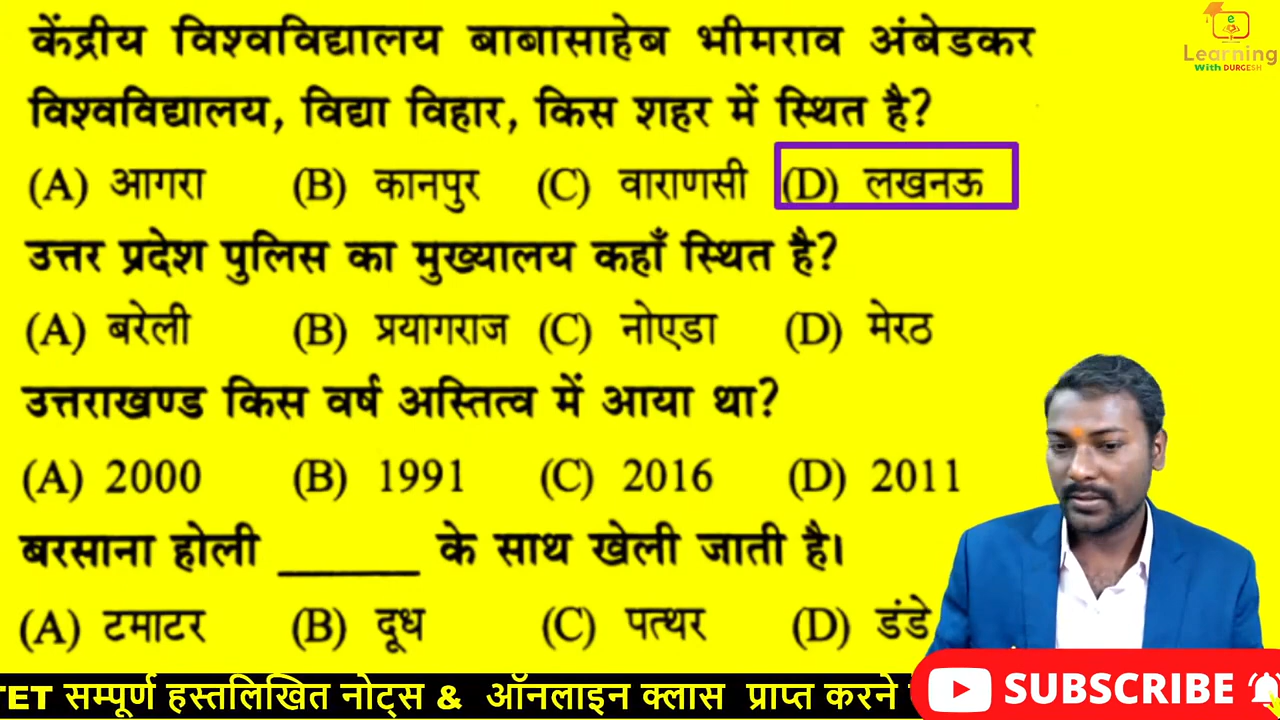 केंद्रीय विश्वविद्यालय बाबासाहेब भीमराव अंबेडकर
विश्वविद्यालय, विद्या विहार, किस शहर में स्थित है?
(A) आगरा (B) कानपुर (C) वाराणसी (D) लखनऊ
उत्तर प्रदेश पुलिस का मुख्यालय कहाँ स्थित है?
(A) बरेली (B) प्रयागराज (C) नोएडा (D) मेरठ
उत्तराखण्ड किस वर्ष अस्तित्व में आया था?
(A) 2000 (B) 1991 (C) 2016 (D) 2011
बरसाना होली ______ के साथ खेली जाती है।
(A) टमाटर (B) दूध (C) पत्थर (D) डंडे
e
Learning
With DURGESH
TET सम्पूर्ण हस्तलिखित नोट्स & ऑनलाइन क्लास प्राप्त करने
SUBSCRIBE